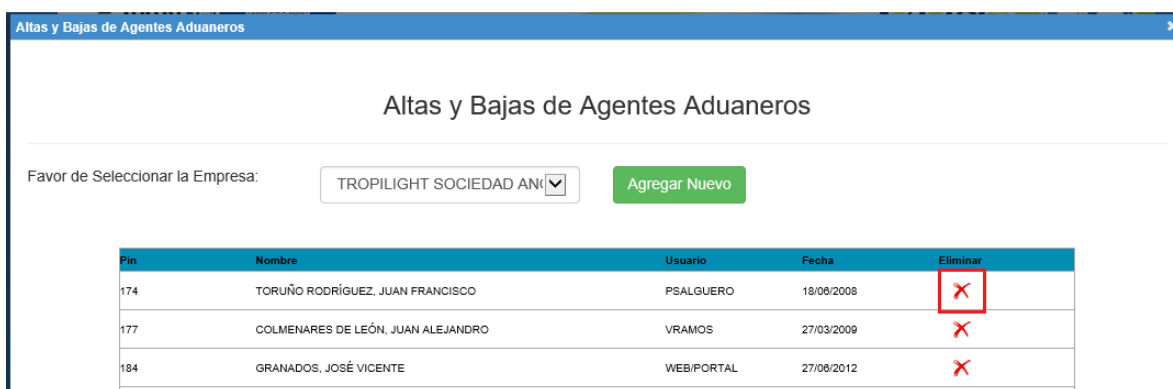 Altas y Bajas de Agentes Aduaneros
Altas y Bajas de Agentes Aduaneros
Favor de Seleccionar la Empresa: TROPILIGHT SOCIEDAD AN Agregar Nuevo
Pin Nombre Usuario Fecha Eliminar
174 TORUÑO RODRÍGUEZ, JUAN FRANCISCO PSALGUERO 18/06/2008
177 COLMENARES DE LEÓN, JUAN ALEJANDRO VRAMOS 27/03/2009
184 GRANADOS, JOSÉ VICENTE WEB/PORTAL 27/06/2012